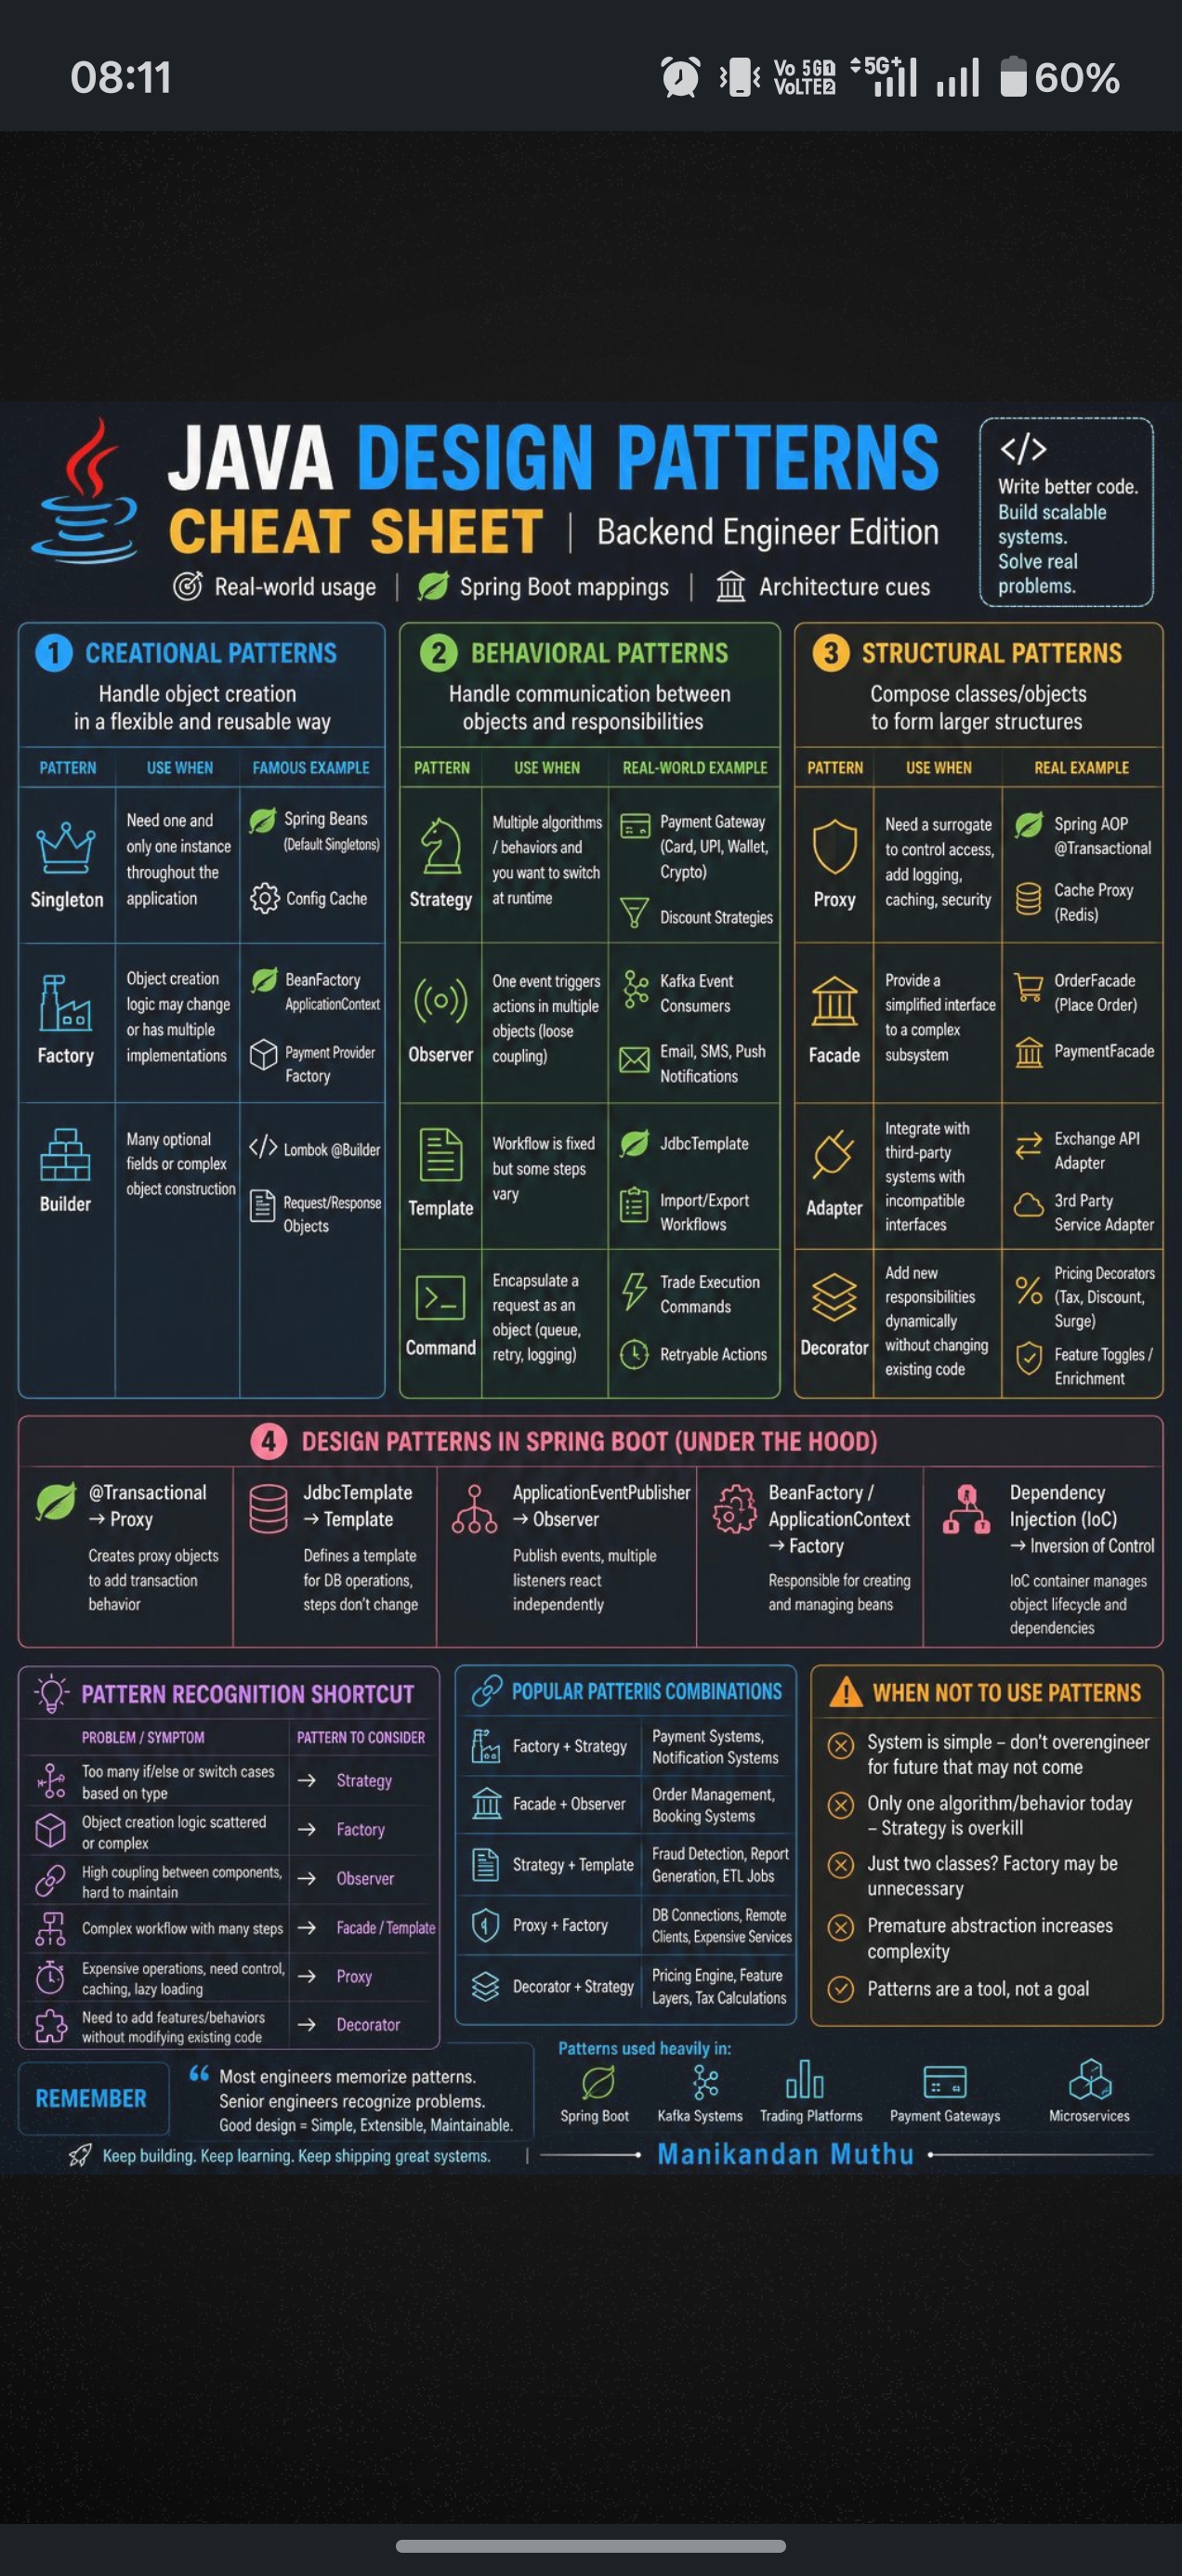 08:11
Vo 5G 1
VoLTE 2
5G+
60%
JAVA DESIGN PATTERNS
CHEAT SHEET | Backend Engineer Edition
Real-world usage | Spring Boot mappings | Architecture cues
</>
Write better code.
Build scalable
systems.
Solve real
problems.
1 CREATIONAL PATTERNS
Handle object creation
in a flexible and reusable way
PATTERN USE WHEN FAMOUS EXAMPLE
Singleton
Need one and
only one instance
throughout the
application
Spring Beans
(Default Singletons)
Config Cache
Factory
Object creation
logic may change
or has multiple
implementations
BeanFactory
ApplicationContext
Payment Provider
Factory
Builder
Many optional
fields or complex
object construction
</> Lombok @Builder
Request/Response
Objects
2 BEHAVIORAL PATTERNS
Handle communication between
objects and responsibilities
PATTERN USE WHEN REAL-WORLD EXAMPLE
Strategy
Multiple algorithms
/ behaviors and
you want to switch
at runtime
Payment Gateway
(Card, UPI, Wallet,
Crypto)
Discount Strategies
Observer
One event triggers
actions in multiple
objects (loose
coupling)
Kafka Event
Consumers
Email, SMS, Push
Notifications
Template
Workflow is fixed
but some steps
vary
JdbcTemplate
Import/Export
Workflows
Command
Encapsulate a
request as an
object (queue,
retry, logging)
Trade Execution
Commands
Retryable Actions
3 STRUCTURAL PATTERNS
Compose classes/objects
to form larger structures
PATTERN USE WHEN REAL EXAMPLE
Proxy
Need a surrogate
to control access,
add logging,
caching, security
Spring AOP
@Transactional
Cache Proxy
(Redis)
Facade
Provide a
simplified interface
to a complex
subsystem
OrderFacade
(Place Order)
PaymentFacade
Adapter
Integrate with
third-party
systems with
incompatible
interfaces
Exchange API
Adapter
3rd Party
Service Adapter
Decorator
Add new
responsibilities
dynamically
without changing
existing code
Pricing Decorators
(Tax, Discount,
Surge)
Feature Toggles /
Enrichment
4 DESIGN PATTERNS IN SPRING BOOT (UNDER THE HOOD)
@Transactional
→ Proxy
Creates proxy objects
to add transaction
behavior
JdbcTemplate
→ Template
Defines a template
for DB operations,
steps don't change
ApplicationEventPublisher
→ Observer
Publish events, multiple
listeners react
independently
BeanFactory /
ApplicationContext
→ Factory
Responsible for creating
and managing beans
Dependency
Injection (IoC)
→ Inversion of Control
IoC container manages
object lifecycle and
dependencies
PATTERN RECOGNITION SHORTCUT
PROBLEM / SYMPTOM PATTERN TO CONSIDER
Too many if/else or switch cases
based on type
→ Strategy
Object creation logic scattered
or complex
→ Factory
High coupling between components,
hard to maintain
→ Observer
Complex workflow with many steps → Facade / Template
Expensive operations, need control,
caching, lazy loading
→ Proxy
Need to add features/behaviors
without modifying existing code
→ Decorator
POPULAR PATTERIIS COMBINATIONS
Factory + Strategy
Payment Systems,
Notification Systems
Facade + Observer
Order Management,
Booking Systems
Strategy + Template
Fraud Detection, Report
Generation, ETL Jobs
Proxy + Factory
DB Connections, Remote
Clients, Expensive Services
Decorator + Strategy
Pricing Engine, Feature
Layers, Tax Calculations
WHEN NOT TO USE PATTERNS
System is simple – don't overengineer
for future that may not come
Only one algorithm/behavior today
– Strategy is overkill
Just two classes? Factory may be
unnecessary
Premature abstraction increases
complexity
Patterns are a tool, not a goal
REMEMBER
“ Most engineers memorize patterns.
Senior engineers recognize problems.
Good design = Simple, Extensible, Maintainable.
Patterns used heavily in:
Spring Boot Kafka Systems Trading Platforms Payment Gateways Microservices
Keep building. Keep learning. Keep shipping great systems. | Manikandan Muthu